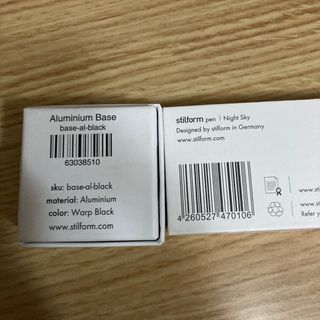 Aluminium Base
base-al-black
63038510
sku: base-al-black
material: Aluminium
color: Warp Black
www.stilform.com
stilform pen | Night Sky
Designed by stilform in Germany
www.stilform.com
4 260527 470106
Refer